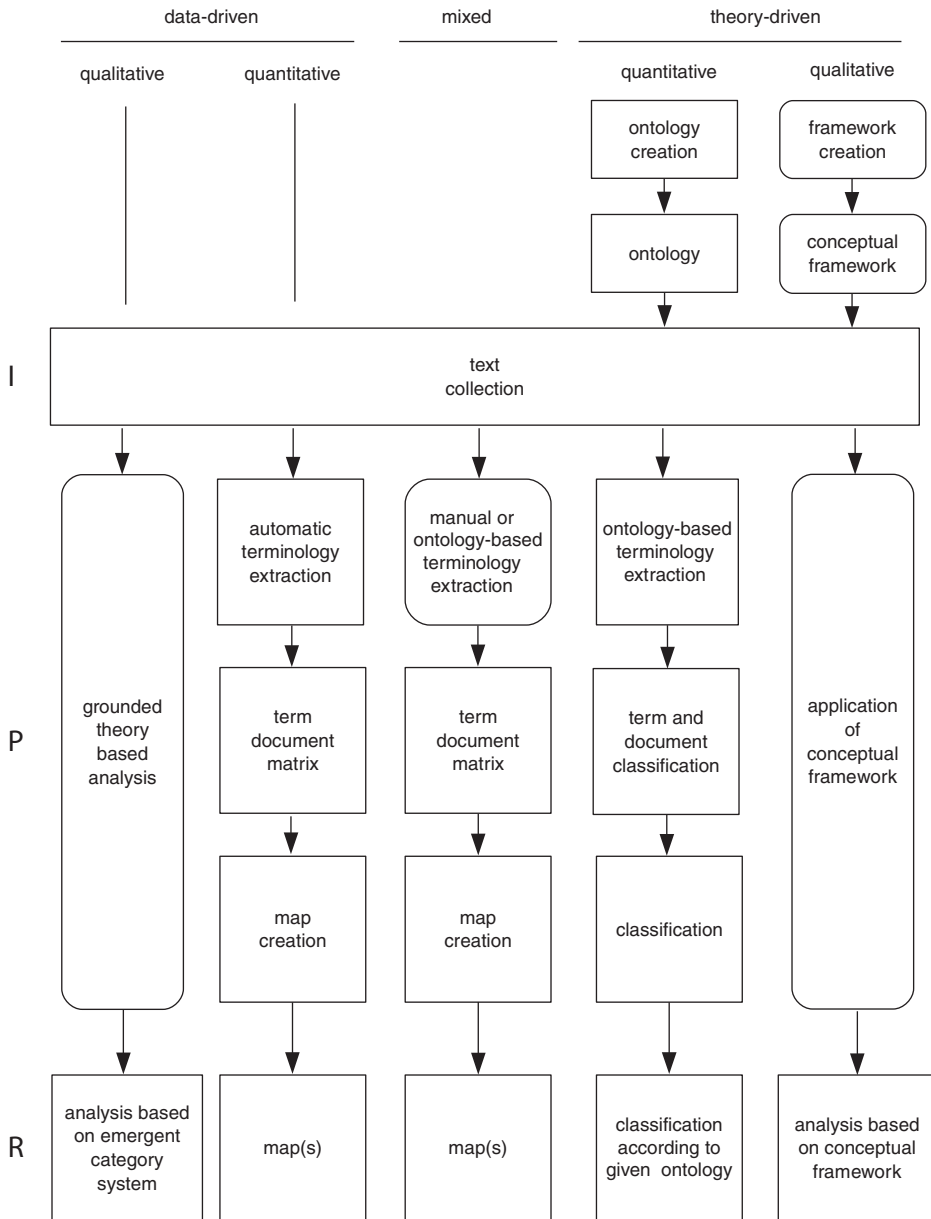 data-driven
mixed
theory-driven
qualitative
quantitative
quantitative
qualitative
ontology
creation
framework
creation
ontology
conceptual
framework
I
text
collection
automatic
terminology
extraction
manual or
ontology-based
terminology
extraction
ontology-based
terminology
extraction
P
grounded
theory
based
analysis
term
document
matrix
term
document
matrix
term and
document
classification
application
of
conceptual
framework
map
creation
map
creation
classification
R
analysis based
on emergent
category
system
map(s)
map(s)
classification
according to
given ontology
analysis based
on conceptual
framework